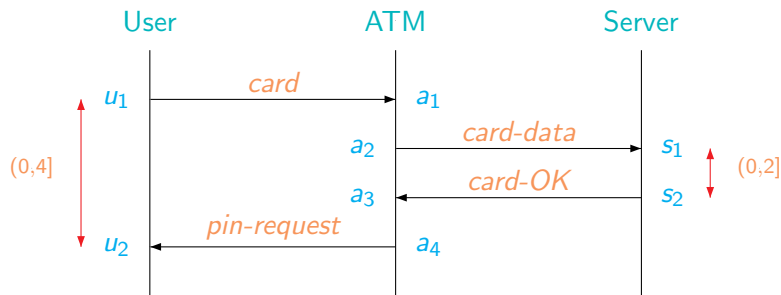 User ATM Server
u₁ card a₁
a₂ card-data s₁
(0,4] (0,2]
a₃ card-OK s₂
u₂ pin-request a₄